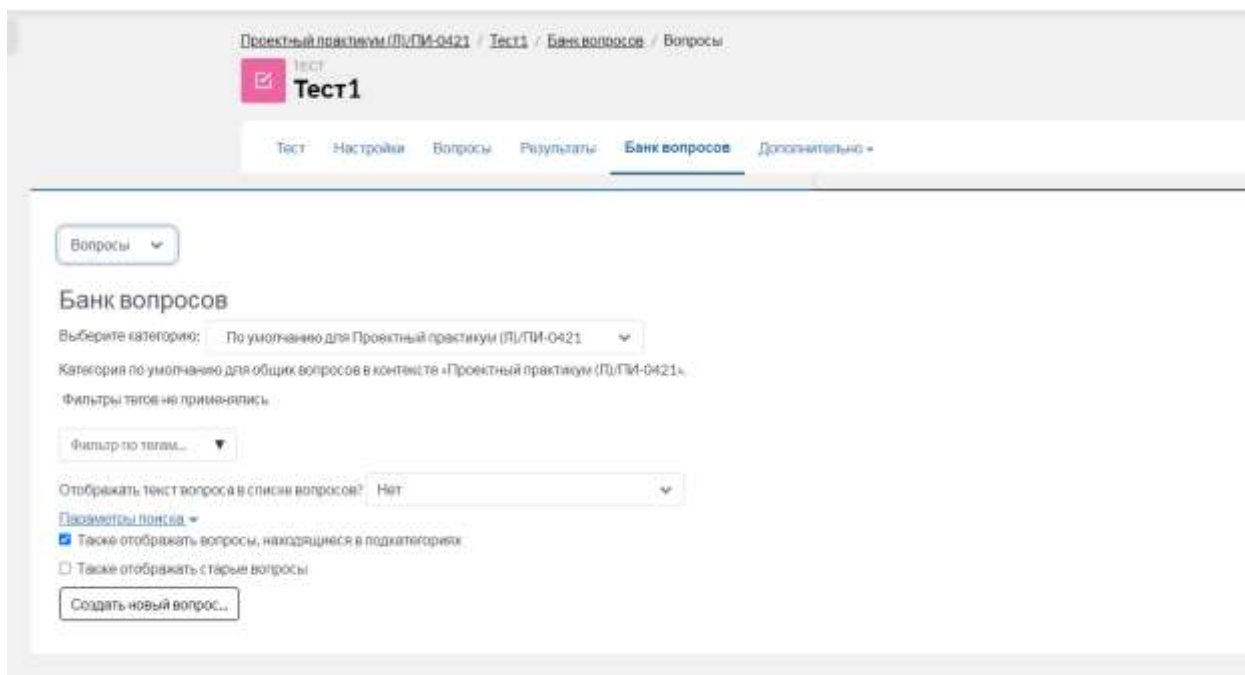 Проектный практикум (Л)/ПИ-0421 / Тест1 / Банк вопросов / Вопросы
ТЕСТ
Тест1
Тест Настройки Вопросы Результаты Банк вопросов Дополнительно
Вопросы
Банк вопросов
Выберите категорию: По умолчанию для Проектный практикум (Л)/ПИ-0421
Категория по умолчанию для общих вопросов в контексте «Проектный практикум (Л)/ПИ-0421».
Фильтры тегов не применялись
Фильтр по тегам...
Отображать текст вопроса в списке вопросов? Нет
Параметры поиска
Также отображать вопросы, находящиеся в подкатегориях
Также отображать старые вопросы
Создать новый вопрос...